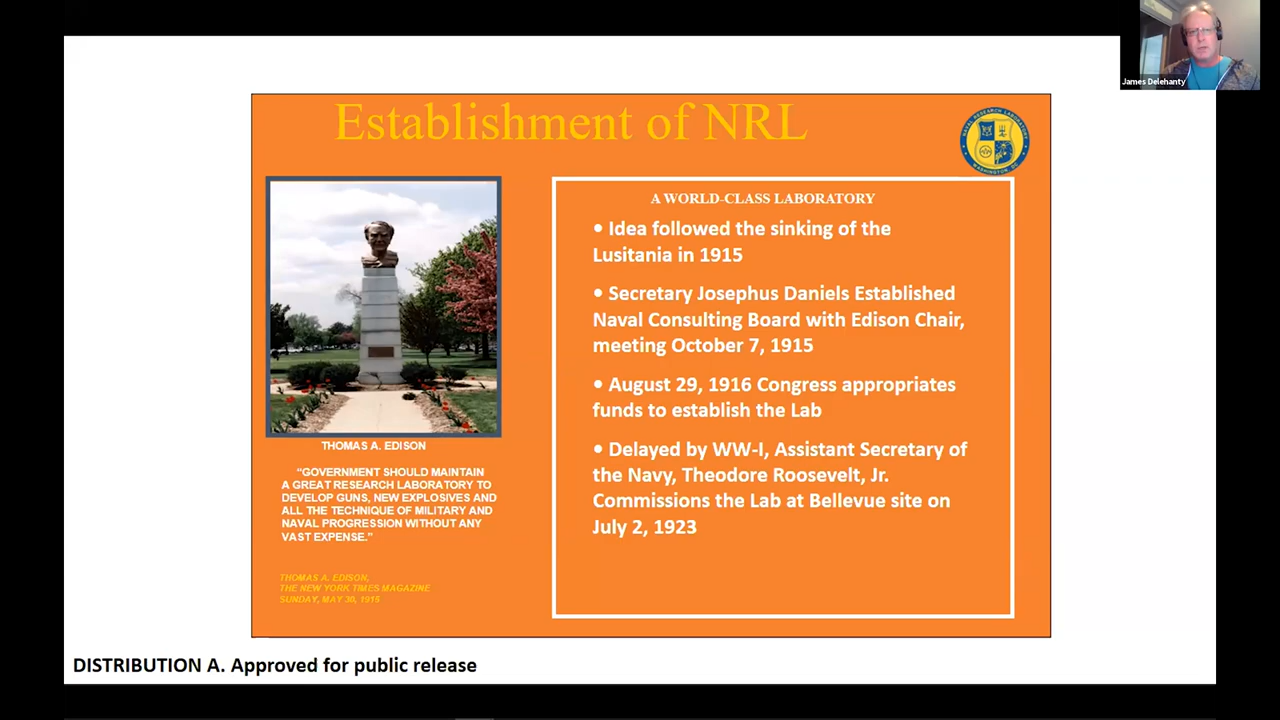 James Delehanty
Establishment of NRL
NAVAL RESEARCH LABORATORY
WASHINGTON, DC
THOMAS A. EDISON
“GOVERNMENT SHOULD MAINTAIN
A GREAT RESEARCH LABORATORY TO
DEVELOP GUNS, NEW EXPLOSIVES AND
ALL THE TECHNIQUE OF MILITARY AND
NAVAL PROGRESSION WITHOUT ANY
VAST EXPENSE.”
THOMAS A. EDISON,
THE NEW YORK TIMES MAGAZINE
SUNDAY, MAY 30, 1915
A WORLD-CLASS LABORATORY
• Idea followed the sinking of the
Lusitania in 1915
• Secretary Josephus Daniels Established
Naval Consulting Board with Edison Chair,
meeting October 7, 1915
• August 29, 1916 Congress appropriates
funds to establish the Lab
• Delayed by WW-I, Assistant Secretary of
the Navy, Theodore Roosevelt, Jr.
Commissions the Lab at Bellevue site on
July 2, 1923
DISTRIBUTION A. Approved for public release